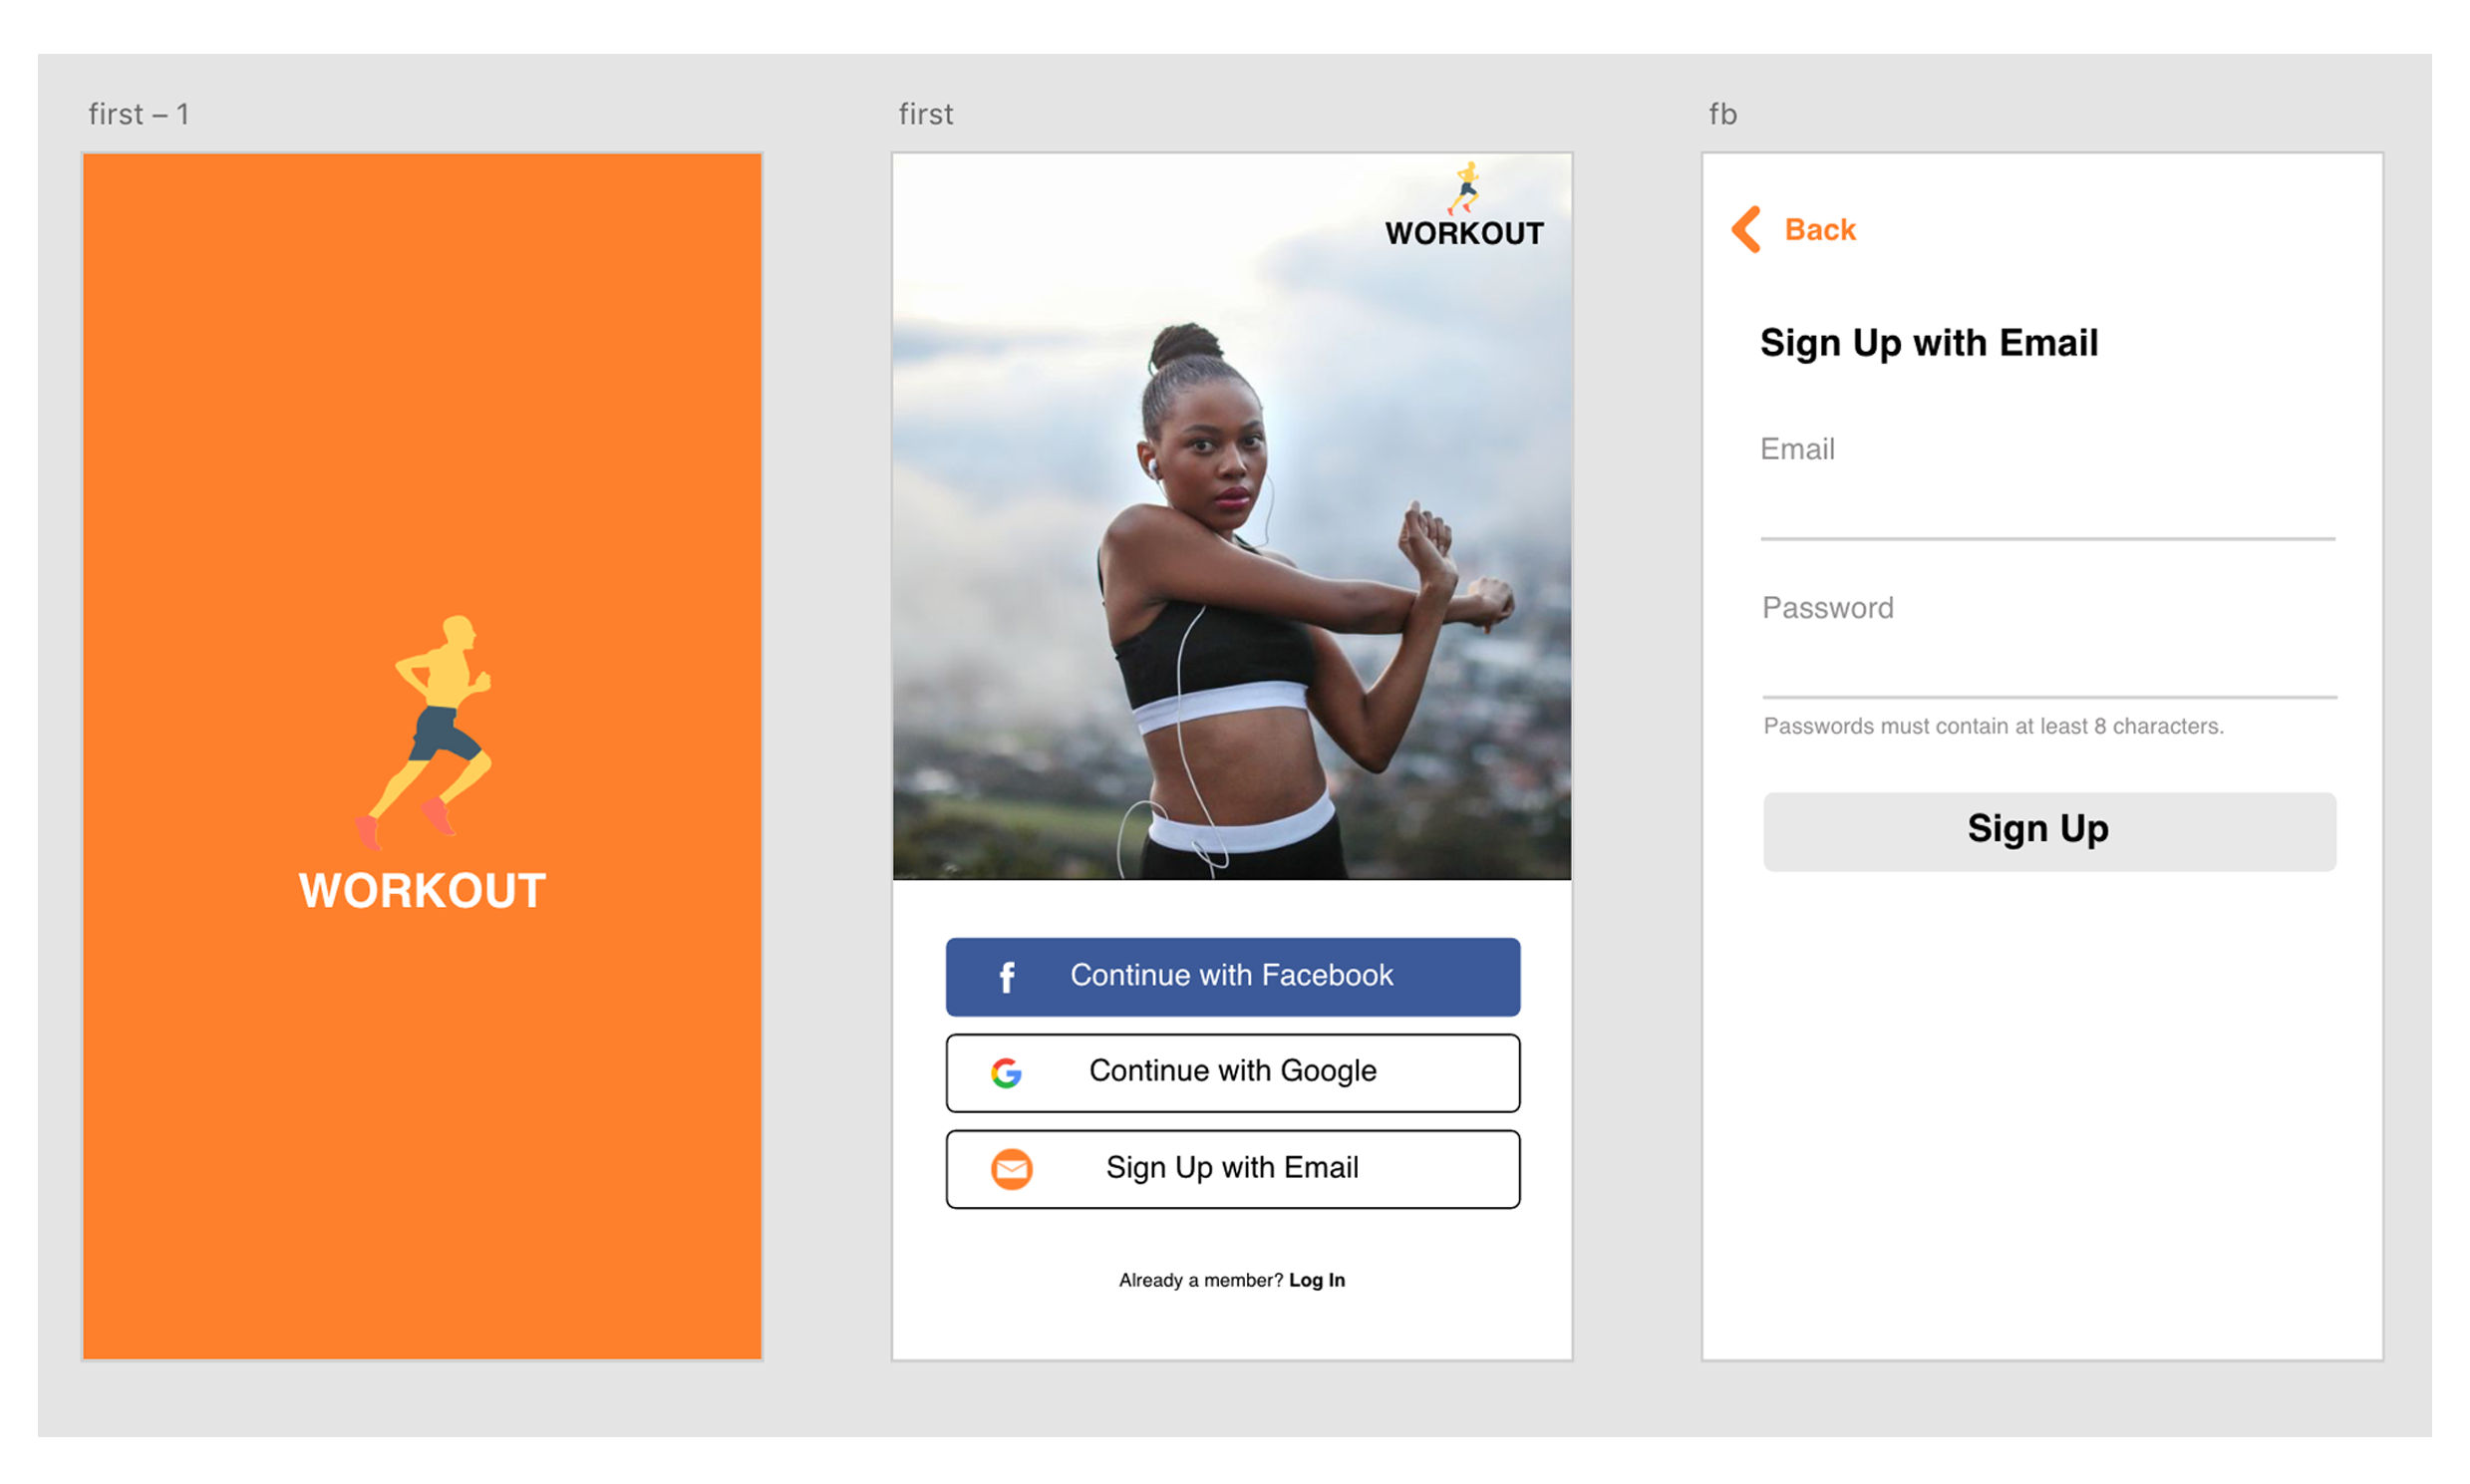 first – 1
WORKOUT
first
WORKOUT
Continue with Facebook
Continue with Google
Sign Up with Email
Already a member? Log In
fb
Back
Sign Up with Email
Email
Password
Passwords must contain at least 8 characters.
Sign Up